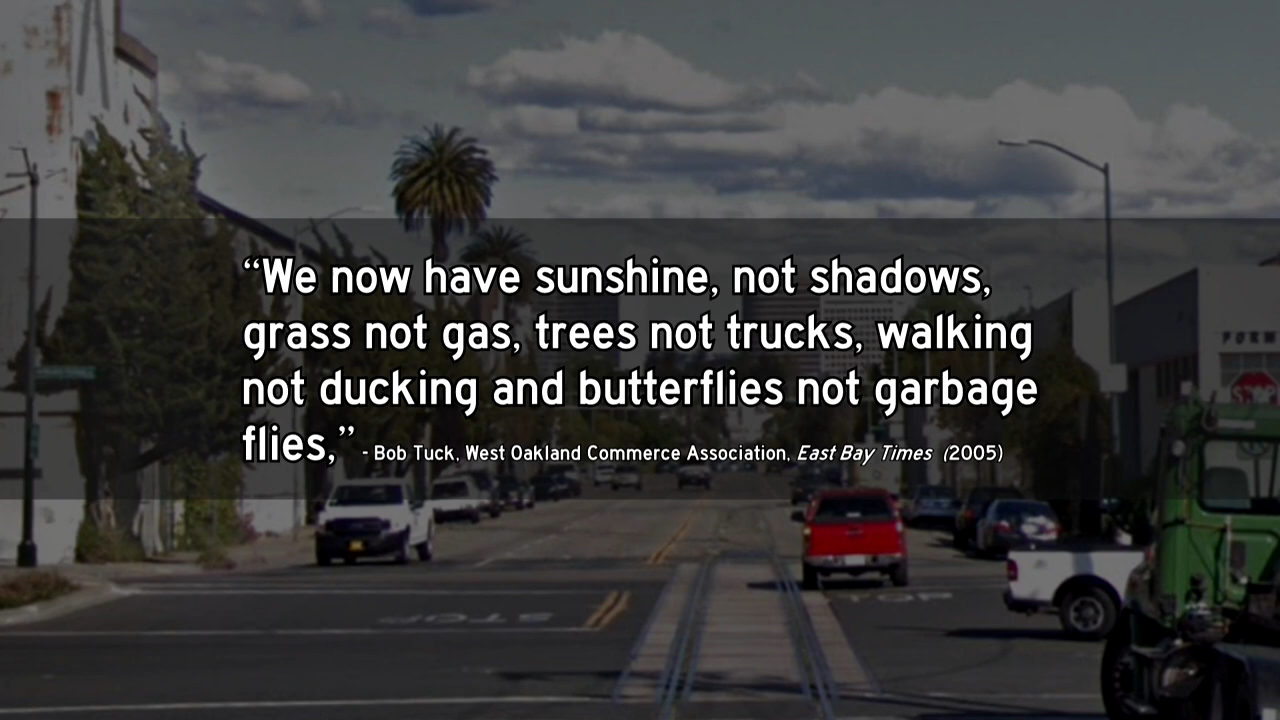 “We now have sunshine, not shadows,
grass not gas, trees not trucks, walking
not ducking and butterflies not garbage
flies,” - Bob Tuck, West Oakland Commerce Association, East Bay Times (2005)
STOP